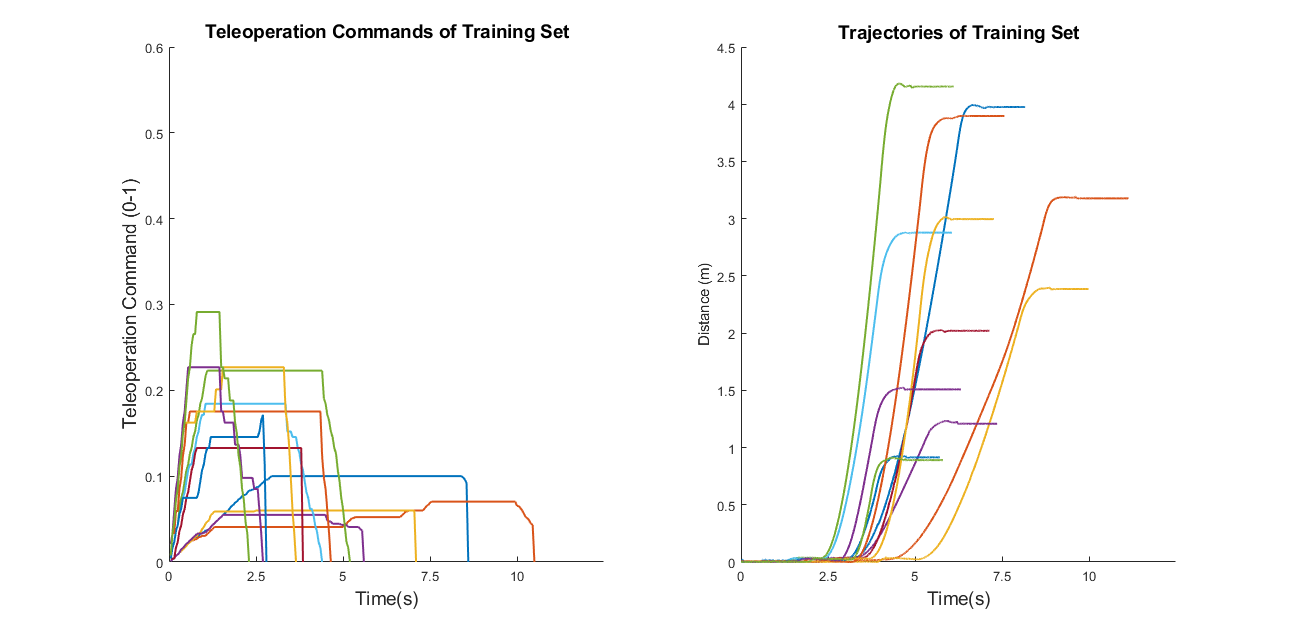 Teleoperation Commands of Training Set
Teleoperation Command (0-1)
0.6
0.5
0.4
0.3
0.2
0.1
0
0 2.5 5 7.5 10
Time(s)
Trajectories of Training Set
Distance (m)
4.5
4
3.5
3
2.5
2
1.5
1
0.5
0
0 2.5 5 7.5 10
Time(s)